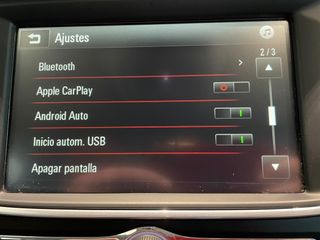 Ajustes
2/3
Bluetooth
Apple CarPlay
Android Auto
Inicio autom. USB
Apagar pantalla